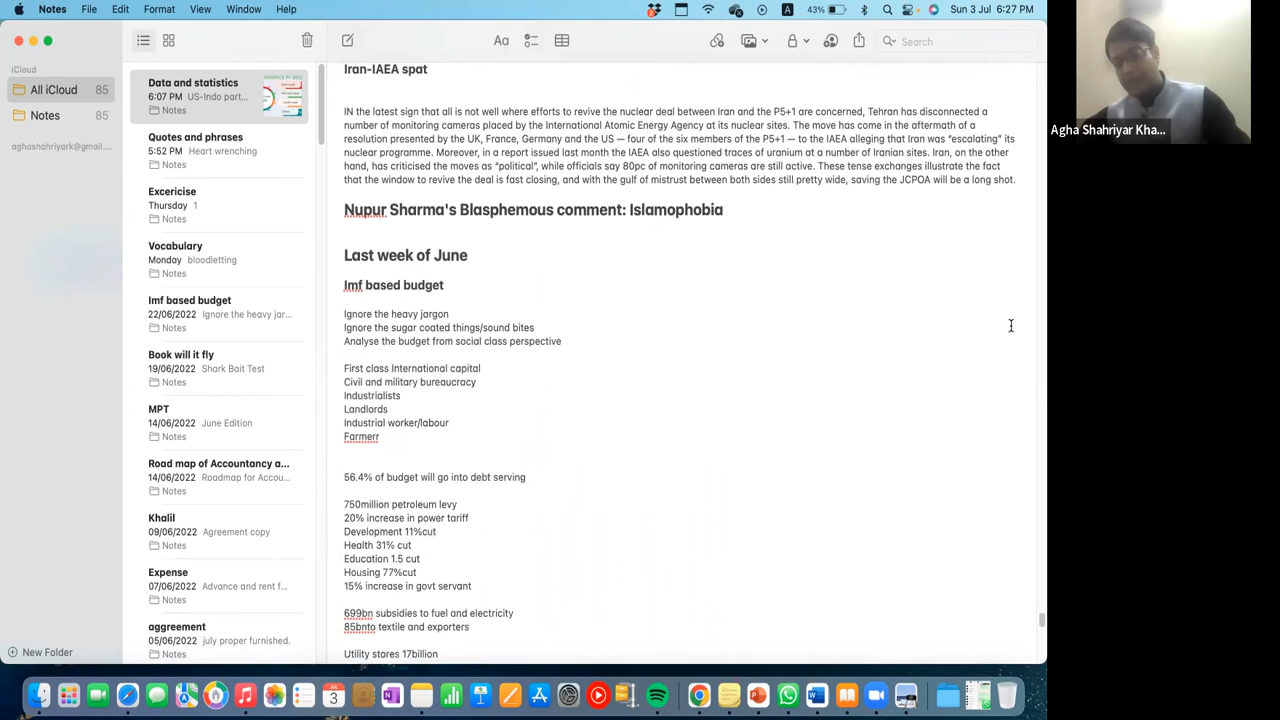 Notes File Edit Format View Window Help
A 43% Sun 3 Jul 6:27 PM
Aa
Search
iCloud
All iCloud 85
Notes 85
aghashahriyark@gmail....
New Folder
Data and statistics
6:07 PM US-Indo part...
Notes
Quotes and phrases
5:52 PM Heart wrenching
Notes
Excericise
Thursday 1
Notes
Vocabulary
Monday bloodletting
Notes
Imf based budget
22/06/2022 Ignore the heavy jar...
Notes
Book will it fly
19/06/2022 Shark Bait Test
Notes
MPT
14/06/2022 June Edition
Notes
Road map of Accountancy a...
14/06/2022 Roadmap for Accou...
Notes
Khalil
09/06/2022 Agreement copy
Notes
Expense
07/06/2022 Advance and rent f...
Notes
aggreement
05/06/2022 july proper furnished.
Notes
Iran-IAEA spat
IN the latest sign that all is not well where efforts to revive the nuclear deal between Iran and the P5+1 are concerned, Tehran has disconnected a
number of monitoring cameras placed by the International Atomic Energy Agency at its nuclear sites. The move has come in the aftermath of a
resolution presented by the UK, France, Germany and the US — four of the six members of the P5+1 — to the IAEA alleging that Iran was “escalating” its
nuclear programme. Moreover, in a report issued last month the IAEA also questioned traces of uranium at a number of Iranian sites. Iran, on the other
hand, has criticised the moves as “political”, while officials say 80pc of monitoring cameras are still active. These tense exchanges illustrate the fact
that the window to revive the deal is fast closing, and with the gulf of mistrust between both sides still pretty wide, saving the JCPOA will be a long shot.
Nupur Sharma's Blasphemous comment: Islamophobia
Last week of June
Imf based budget
Ignore the heavy jargon
Ignore the sugar coated things/sound bites
Analyse the budget from social class perspective
First class International capital
Civil and military bureaucracy
Industrialists
Landlords
Industrial worker/labour
Farmerr
56.4% of budget will go into debt serving
750million petroleum levy
20% increase in power tariff
Development 11%cut
Health 31% cut
Education 1.5 cut
Housing 77%cut
15% increase in govt servant
699bn subsidies to fuel and electricity
85bnto textile and exporters
Utility stores 17billion
Agha Shahriyar Kha...